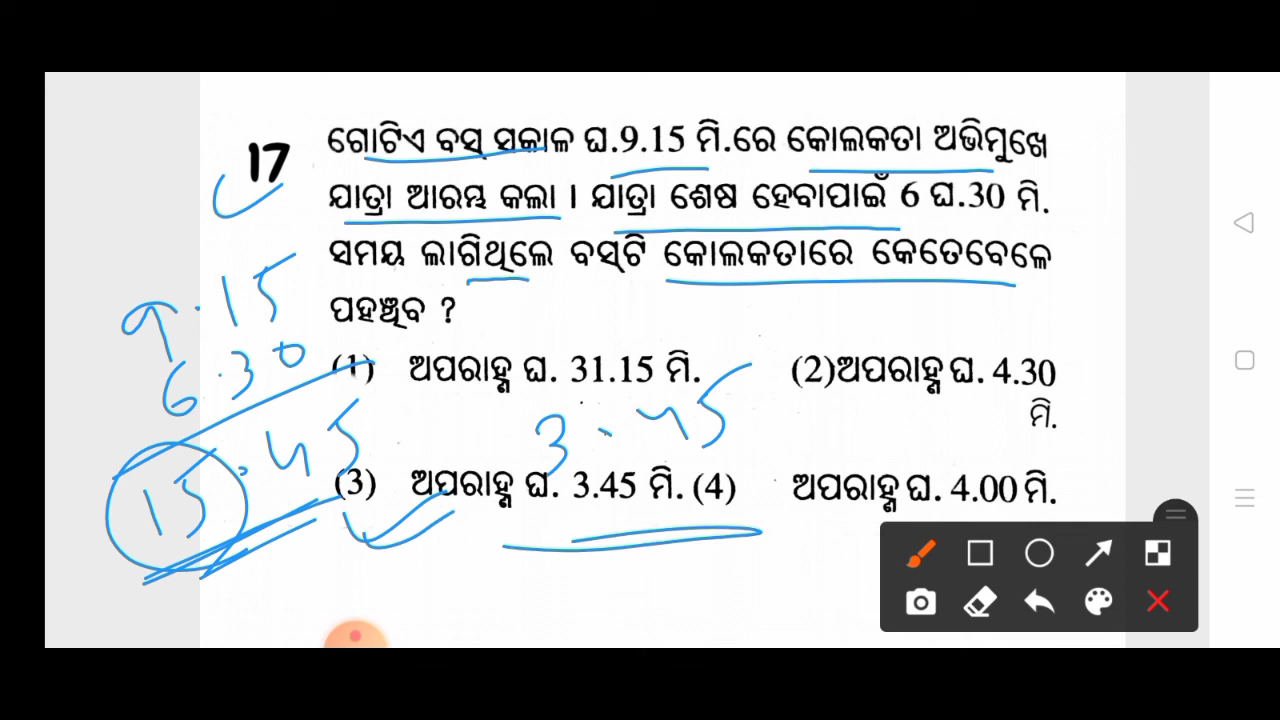 17 ଗୋଟିଏ ବସ୍ ସକାଳ ଘ.9.15 ମି.ରେ କୋଲକତା ଅଭିମୁଖେ
ଯାତ୍ରା ଆରମ୍ଭ କଲା । ଯାତ୍ରା ଶେଷ ହେବାପାଇଁ 6 ଘ.30 ମି.
ସମୟ ଲାଗିଥିଲେ ବସ୍‌ଟି କୋଲକତାରେ କେତେବେଳେ
ପହଞ୍ଚିବ ?
9.15
6.30
(1) ଅପରାହ୍ଣ ଘ. 31.15 ମି. (2)ଅପରାହ୍ଣ ଘ. 4.30
ମି.
15.45
3.45
(3) ଅପରାହ୍ଣ ଘ. 3.45 ମି. (4) ଅପରାହ୍ଣ ଘ. 4.00 ମି.